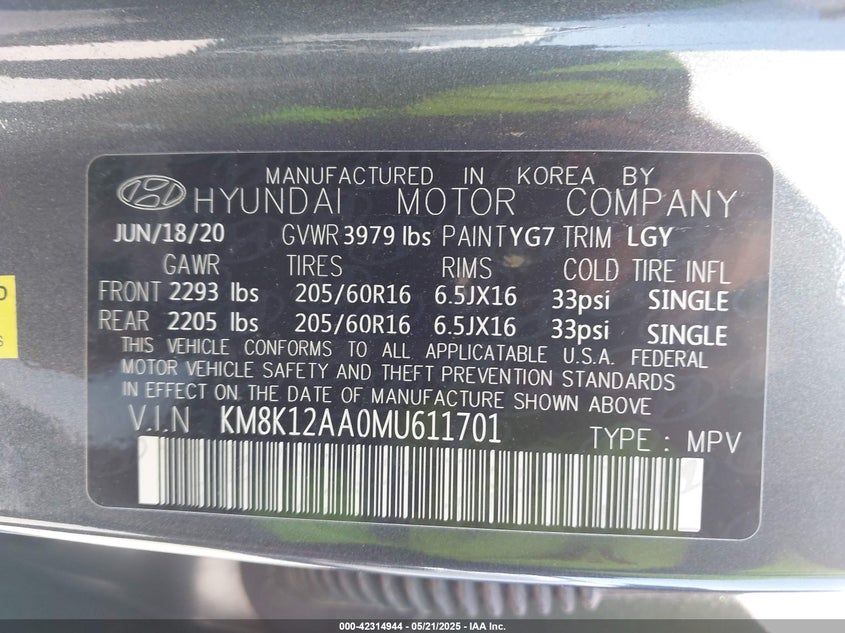 MANUFACTURED IN KOREA BY
HYUNDAI MOTOR COMPANY
JUN/18/20 GVWR 3979 lbs PAINT YG7 TRIM LGY
GAWR TIRES RIMS COLD TIRE INFL
FRONT 2293 lbs 205/60R16 6.5JX16 33psi SINGLE
REAR 2205 lbs 205/60R16 6.5JX16 33psi SINGLE
THIS VEHICLE CONFORMS TO ALL APPLICATABLE U.S.A. FEDERAL
MOTOR VEHICLE SAFETY AND THEFT PREVENTION STANDARDS
IN EFFECT ON THE DATE OF MANUFACTURE SHOWN ABOVE
V.I.N KM8K12AA0MU611701 TYPE : MPV
000-42314944 - 05/21/2025 - IAA Inc.